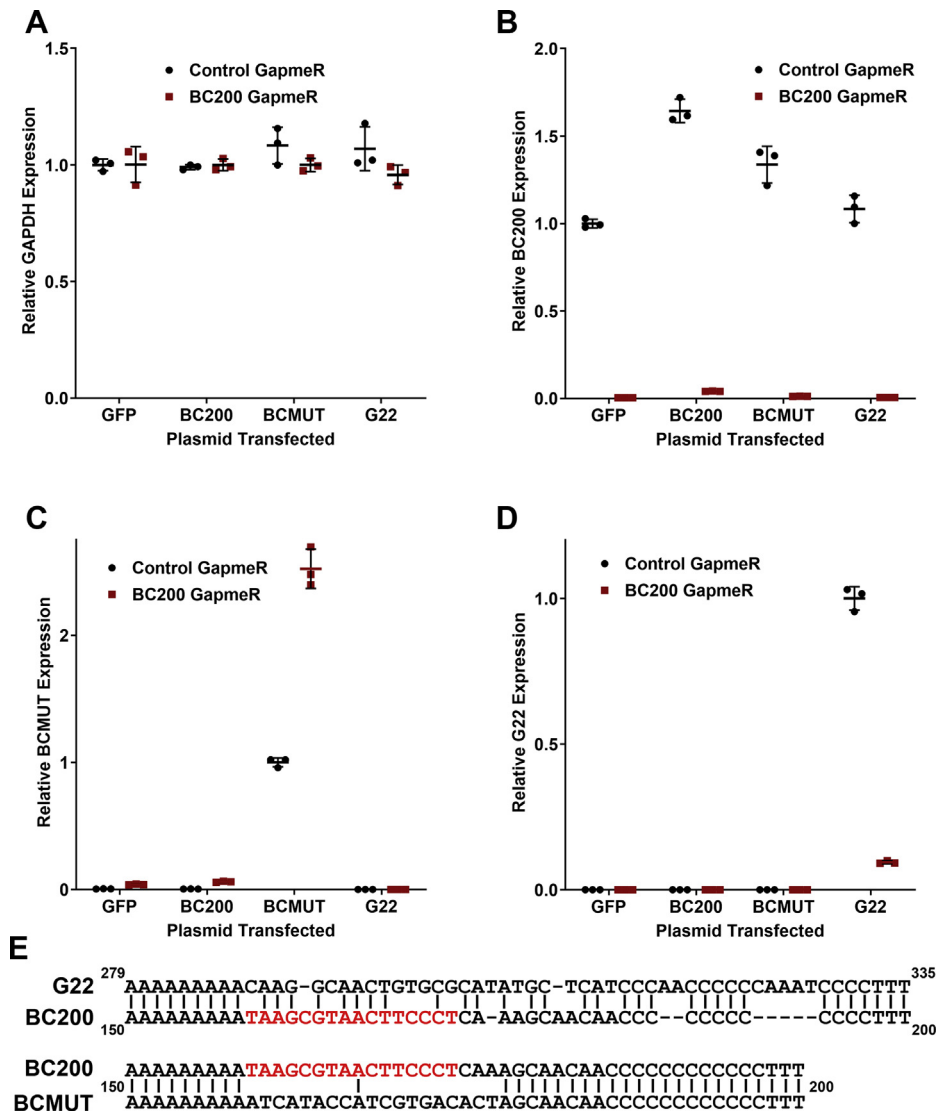 A
1.5
1.0
0.5
0.0
Relative GAPDH Expression
Control GapmeR
BC200 GapmeR
GFP BC200 BCMUT G22
Plasmid Transfected
B
2.0
1.5
1.0
0.5
0.0
Relative BC200 Expression
Control GapmeR
BC200 GapmeR
GFP BC200 BCMUT G22
Plasmid Transfected
C
2
1
0
Relative BCMUT Expression
Control GapmeR
BC200 GapmeR
GFP BC200 BCMUT G22
Plasmid Transfected
D
1.0
0.5
0.0
Relative G22 Expression
Control GapmeR
BC200 GapmeR
GFP BC200 BCMUT G22
Plasmid Transfected
E
279 335
G22 AAAAAAAAACAAG-GCAACTGTGCGCATATGC-TCATCCCAACCCCCCAAATCCCCTTT
BC200 AAAAAAAAATAAGCGTAACTTCCCTCA-AAGCAACAACCC--CCCCC-----CCCCTTT
150 200
BC200 AAAAAAAAATAAGCGTAACTTCCCTCAAAGCAACAACCCCCCCCCCCCTTT
150 200
BCMUT AAAAAAAAAATCATACCATCGTGACACTAGCAACAACCCCCCCCCCCCTTT